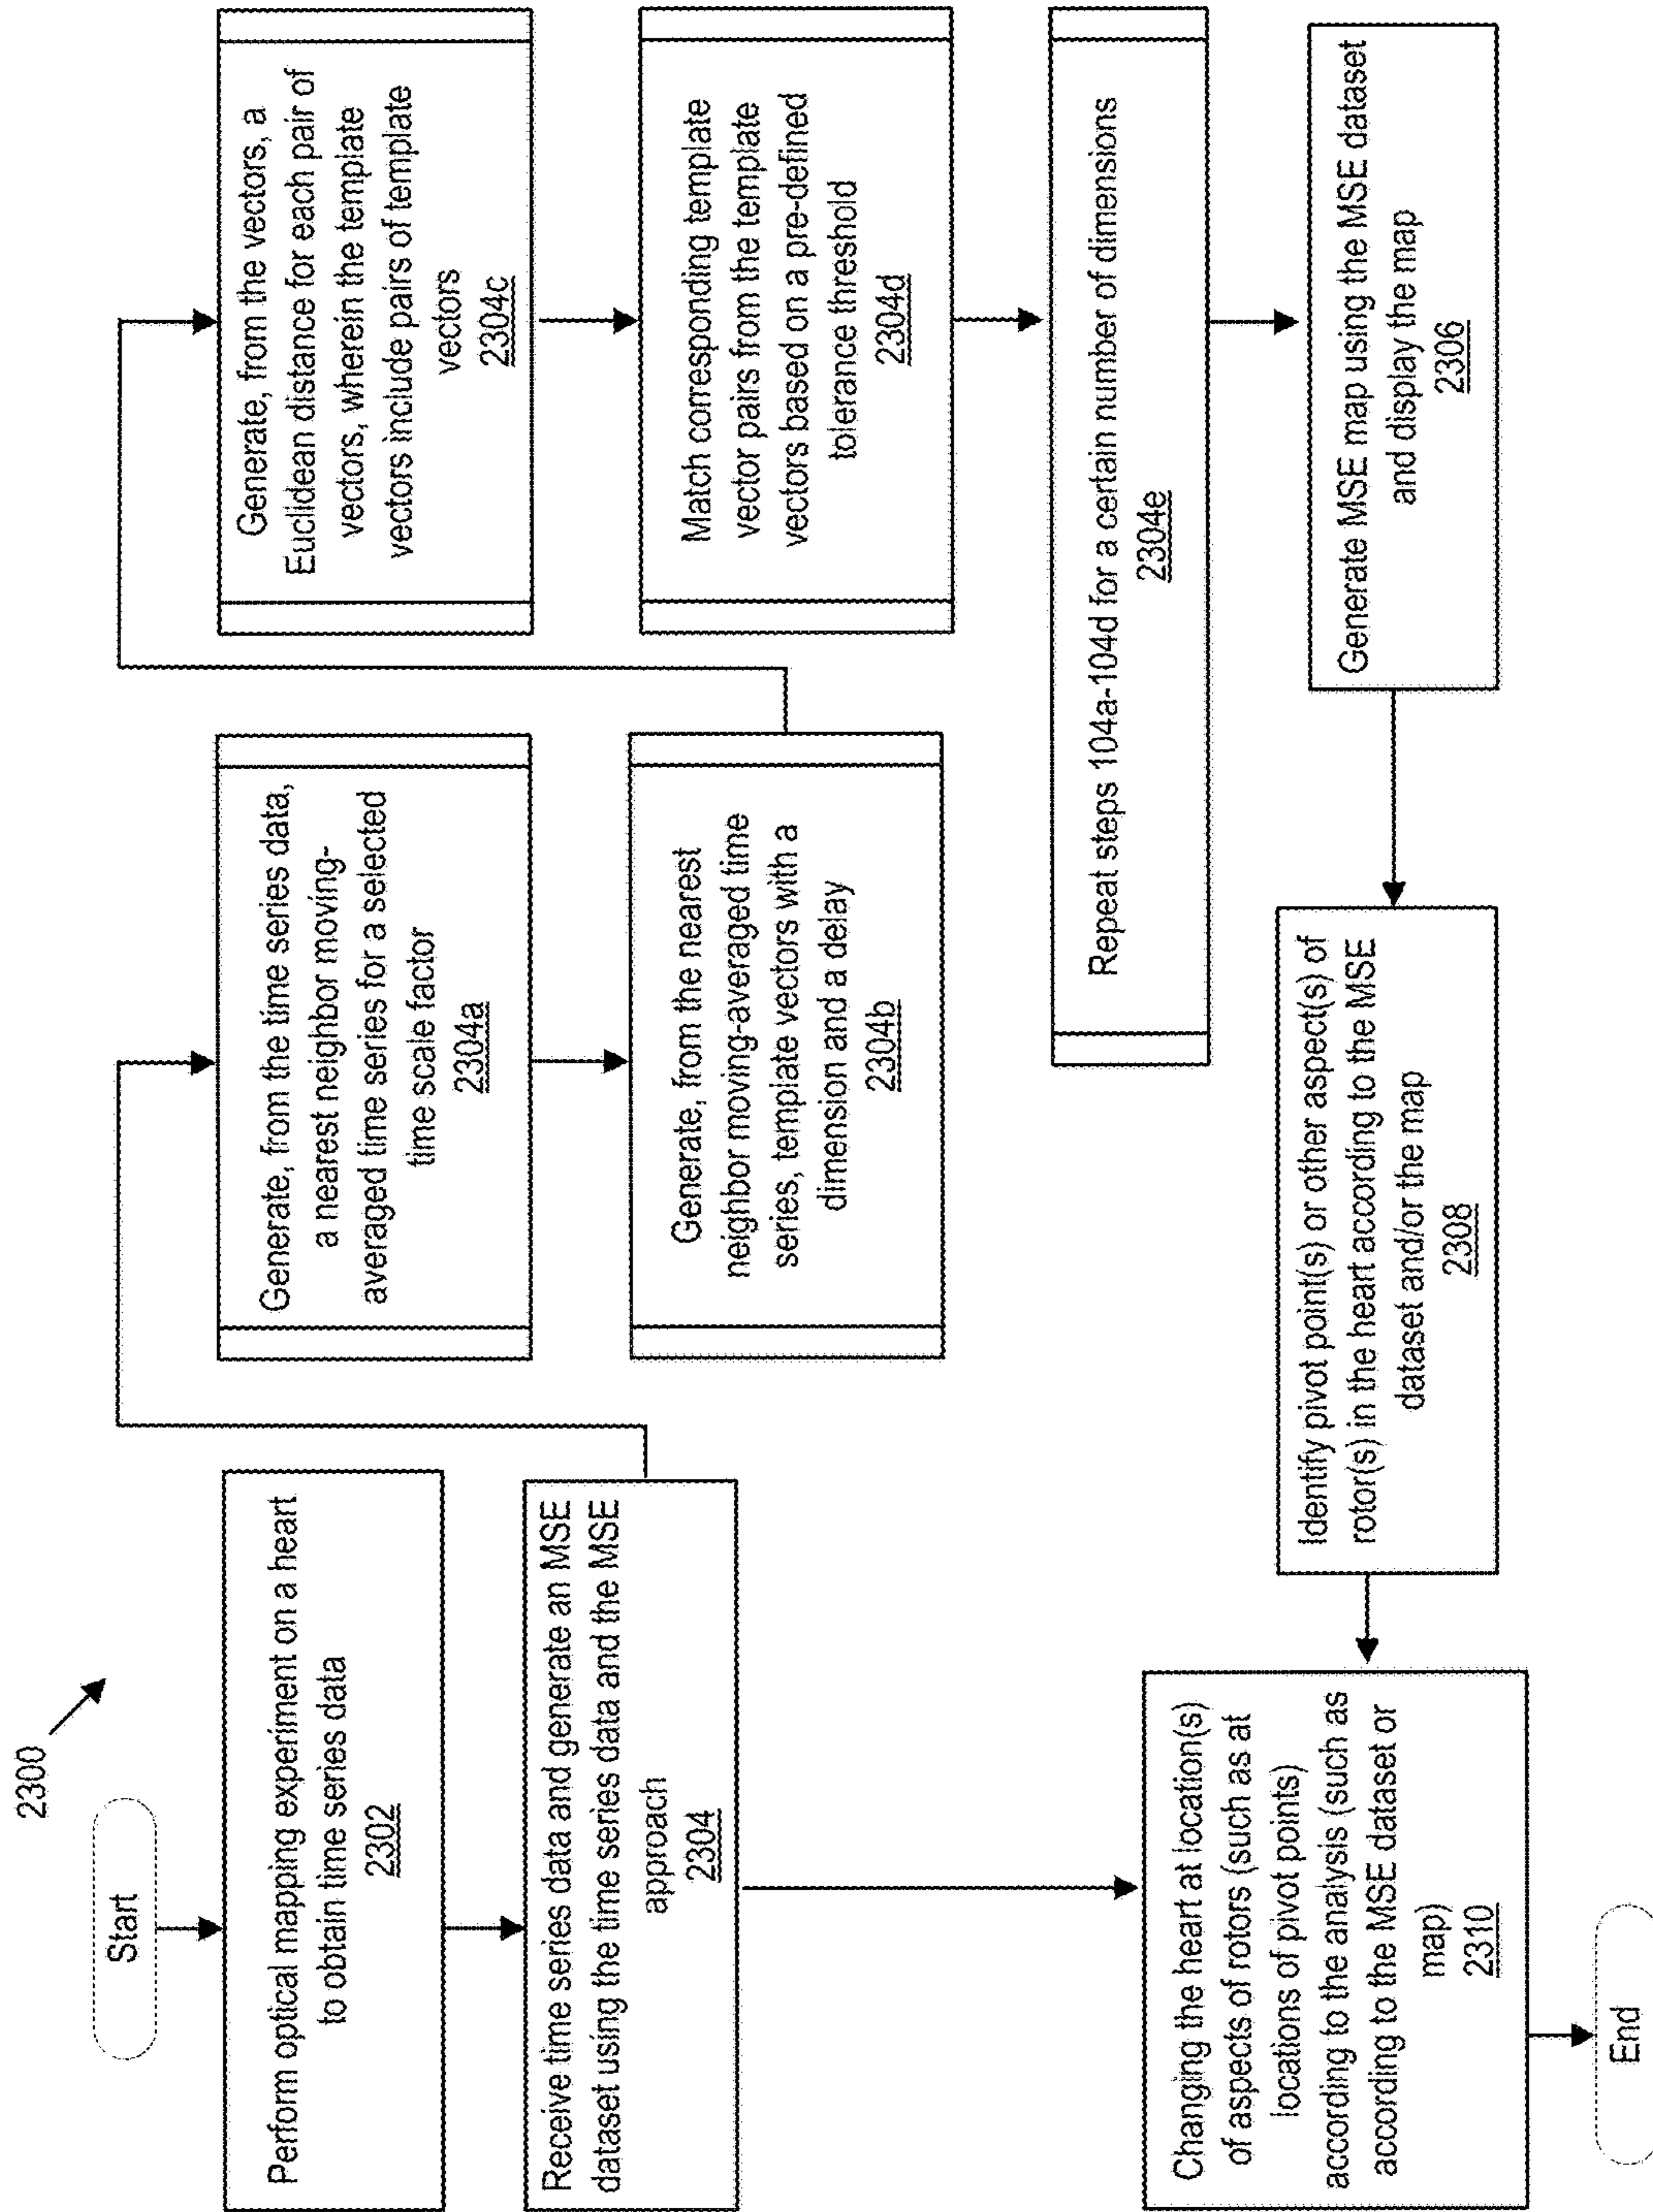 2300
Start
Perform optical mapping experiment on a heart
to obtain time series data
2302
Receive time series data and generate an MSE
dataset using the time series data and the MSE
approach
2304
Generate, from the time series data,
a nearest neighbor moving-
averaged time series for a selected
time scale factor
2304a
Generate, from the nearest
neighbor moving-averaged time
series, template vectors with a
dimension and a delay
2304b
Generate, from the vectors, a
Euclidean distance for each pair of
vectors, wherein the template
vectors include pairs of template
vectors
2304c
Match corresponding template
vector pairs from the template
vectors based on a pre-defined
tolerance threshold
2304d
Repeat steps 104a-104d for a certain number of dimensions
2304e
Generate MSE map using the MSE dataset
and display the map
2306
Identify pivot point(s) or other aspect(s) of
rotor(s) in the heart according to the MSE
dataset and/or the map
2308
Changing the heart at location(s)
of aspects of rotors (such as at
locations of pivot points)
according to the analysis (such as
according to the MSE dataset or
map)
2310
End